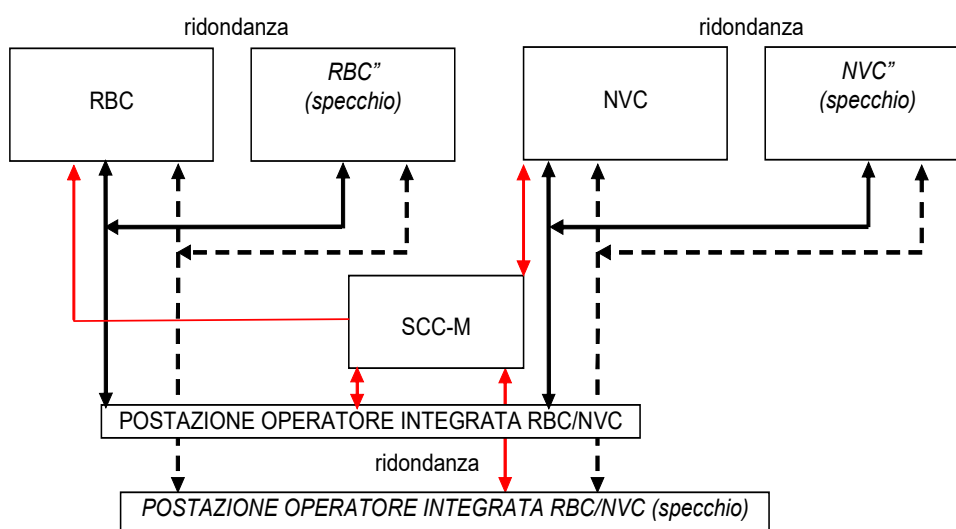 ridondanza
ridondanza
RBC
RBC”
(specchio)
NVC
NVC”
(specchio)
SCC-M
POSTAZIONE OPERATORE INTEGRATA RBC/NVC
ridondanza
POSTAZIONE OPERATORE INTEGRATA RBC/NVC (specchio)